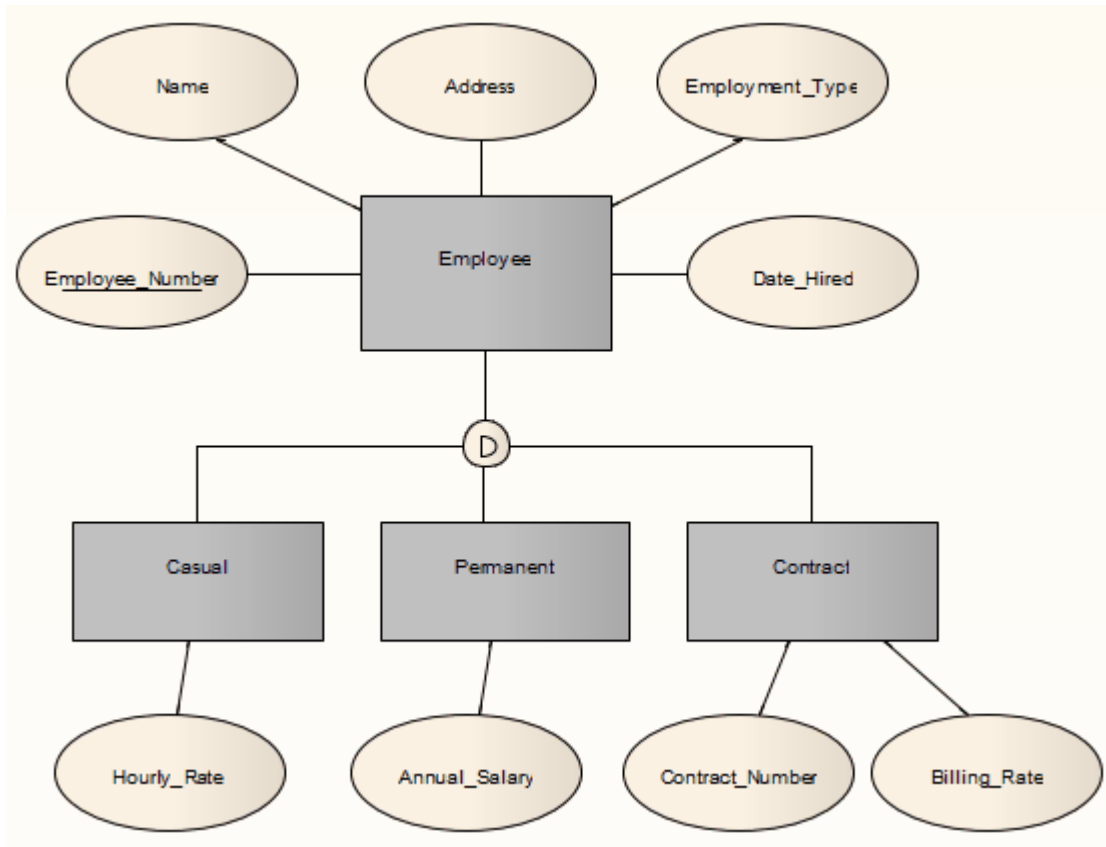 Name
Address
Employment_Type
Employee_Number
Employee
Date_Hired
D
Casual
Permanent
Contract
Hourly_Rate
Annual_Salary
Contract_Number
Billing_Rate